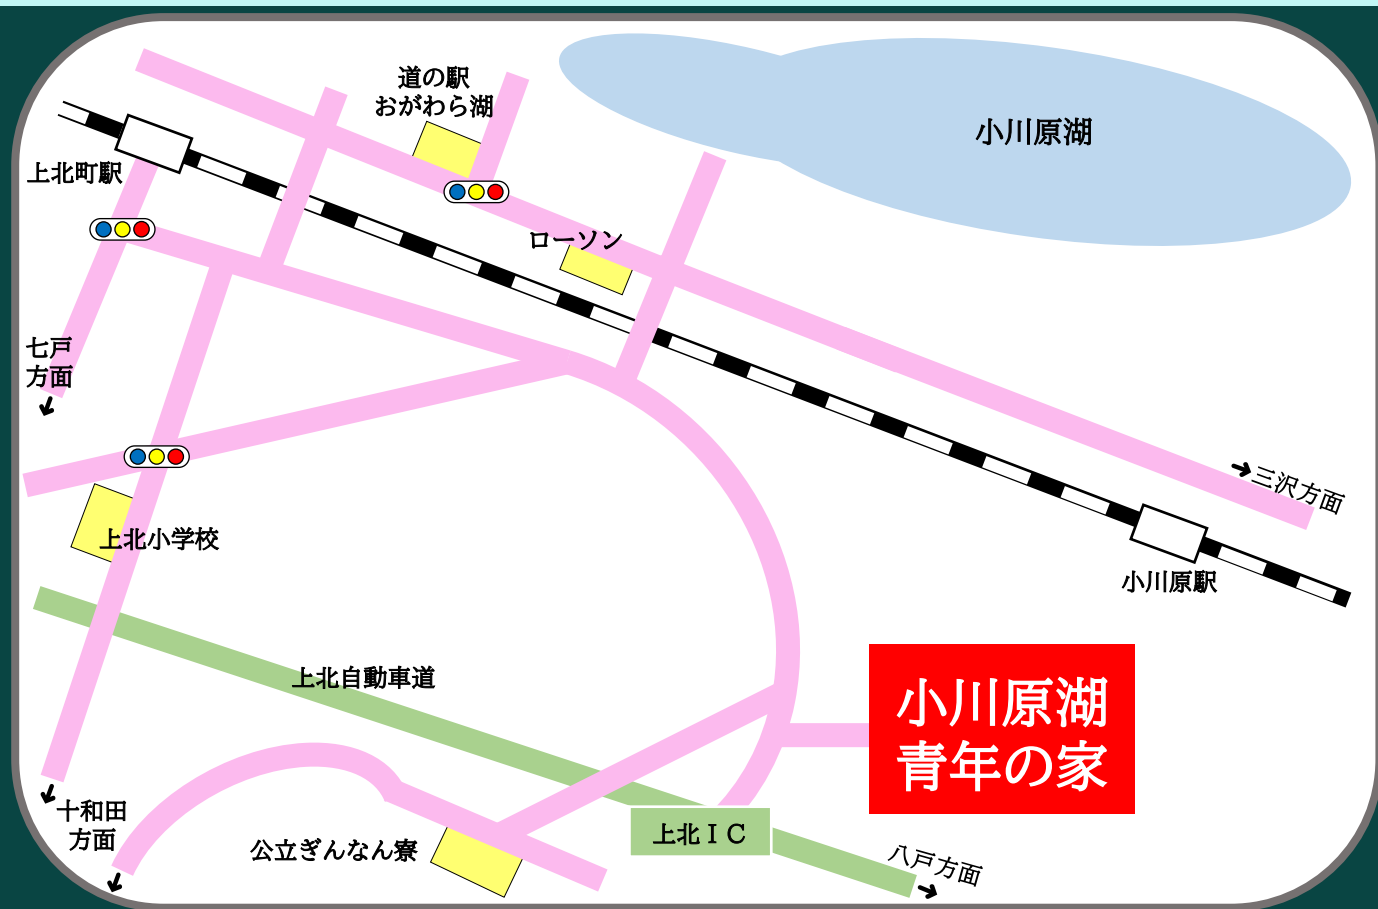 道の駅
おがわら湖
小川原湖
上北町駅
ローソン
七戸
方面
三沢方面
上北小学校
小川原駅
上北自動車道
小川原湖
青年の家
十和田
方面
公立ぎんなん寮
上北ＩＣ
八戸方面